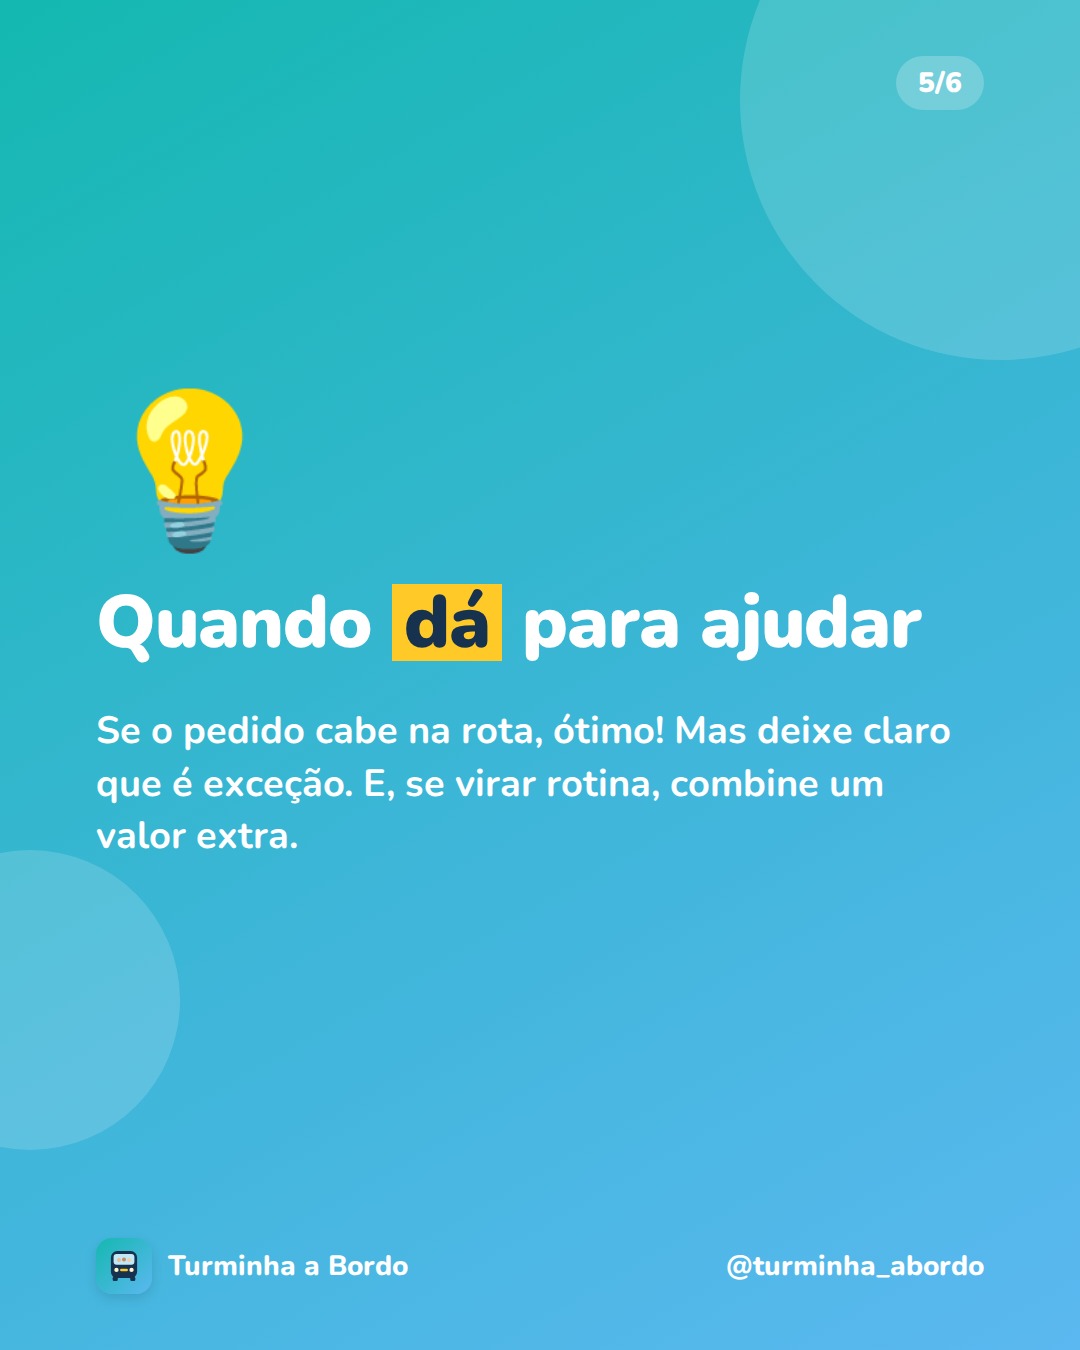 5/6
Quando dá para ajudar
Se o pedido cabe na rota, ótimo! Mas deixe claro
que é exceção. E, se virar rotina, combine um
valor extra.
Turminha a Bordo
@turminha_abordo